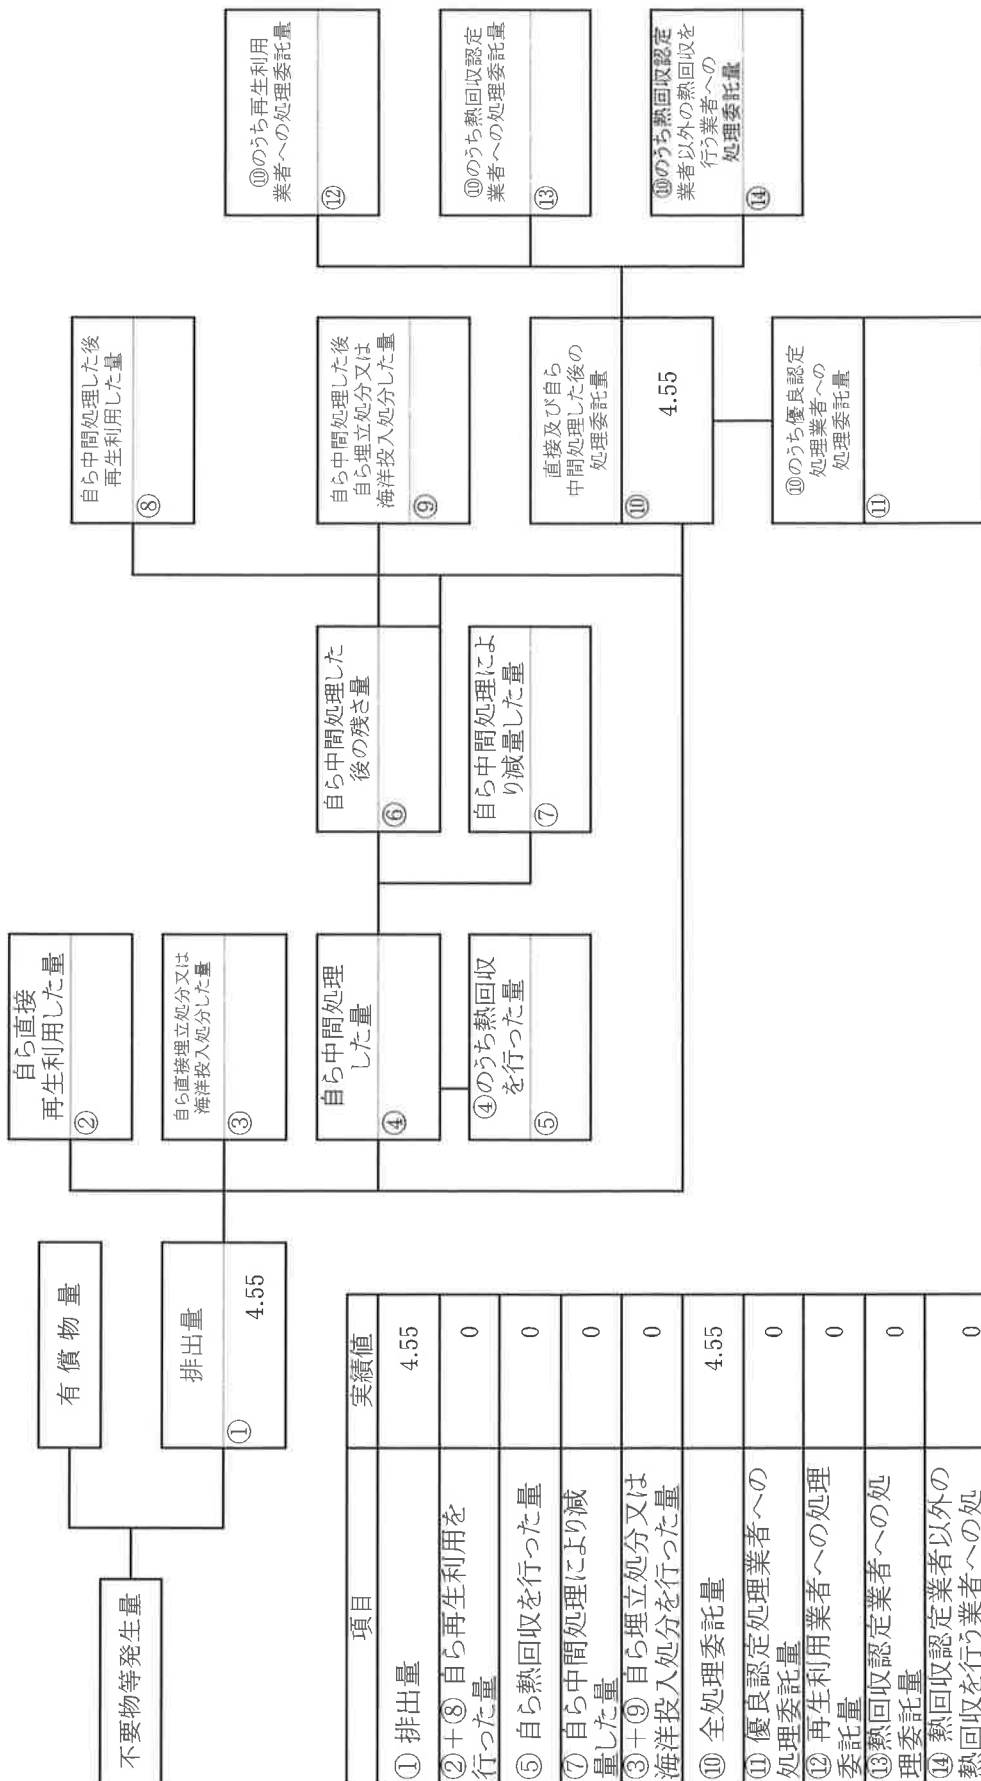 不要物等発生量
有償物量
排出量
①
4.55
自ら直接
再生利用した量
②
自ら直接埋立処分又は
海洋投入処分した量
③
自ら中間処理
した量
④
④のうち熱回収
を行った量
⑤
自ら中間処理した
後の残さ量
⑥
自ら中間処理によ
り減量した量
⑦
自ら中間処理した後
再生利用した量
⑧
自ら中間処理した後
自ら埋立処分又は
海洋投入処分した量
⑨
直接及び自ら
中間処理した後の
処理委託量
⑩
4.55
⑩のうち優良認定
処理業者への
処理委託量
⑪
⑩のうち再生利用
業者への処理委託量
⑫
⑩のうち熱回収認定
業者への処理委託量
⑬
⑩のうち熱回収認定
業者以外の熱回収を
行う業者への
処理委託量
⑭
項目 実績値
①排出量 4.55
②+⑧自ら再生利用を
行った量 0
⑤自ら熱回収を行った量 0
⑦自ら中間処理により減
量した量 0
③+⑨自ら埋立処分又は
海洋投入処分を行った量 0
⑩全処理委託量 4.55
⑪優良認定処理業者への
処理委託量 0
⑫再生利用業者への処理
委託量 0
⑬熱回収認定業者への処
理委託量 0
⑭熱回収認定業者以外の
熱回収を行う業者への処 0